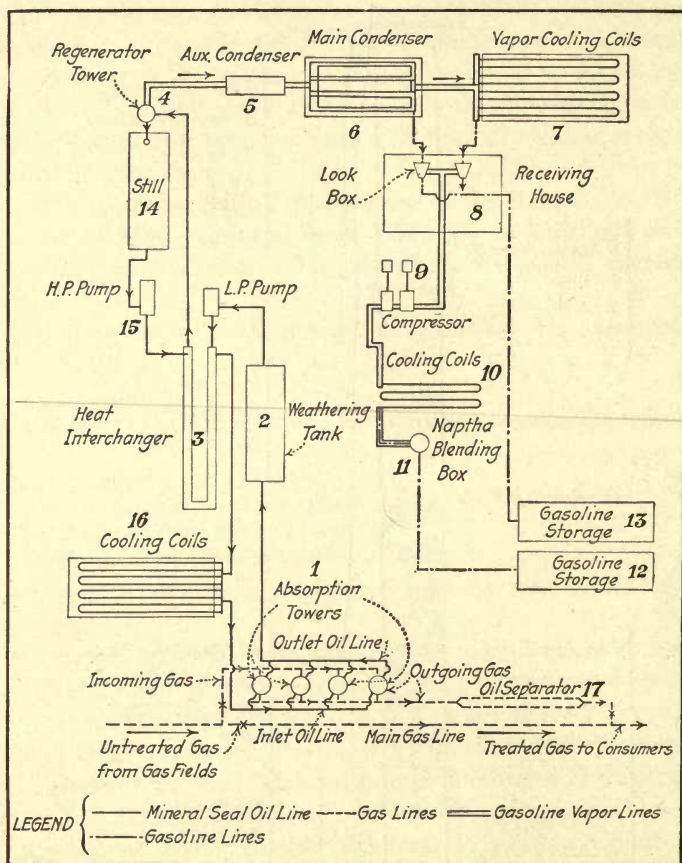 Regenerator
Tower
Aux. Condenser
Main Condenser
Vapor Cooling Coils
4
5
6
7
Still
14
Look
Box
Receiving
House
8
H.P. Pump
15
L.P. Pump
9
Compressor
Cooling Coils
10
Heat
Interchanger
3
2
Weathering
Tank
Naptha
Blending
Box
11
16
Cooling Coils
Gasoline
Storage
13
Gasoline
Storage
12
1
Absorption
Towers
Outlet Oil Line
Incoming Gas
Outgoing Gas
Oil Separator 17
Untreated Gas
from Gas Fields
Inlet Oil Line
Main Gas Line
Treated Gas to Consumers
LEGEND
Mineral Seal Oil Line
Gas Lines
Gasoline Vapor Lines
Gasoline Lines